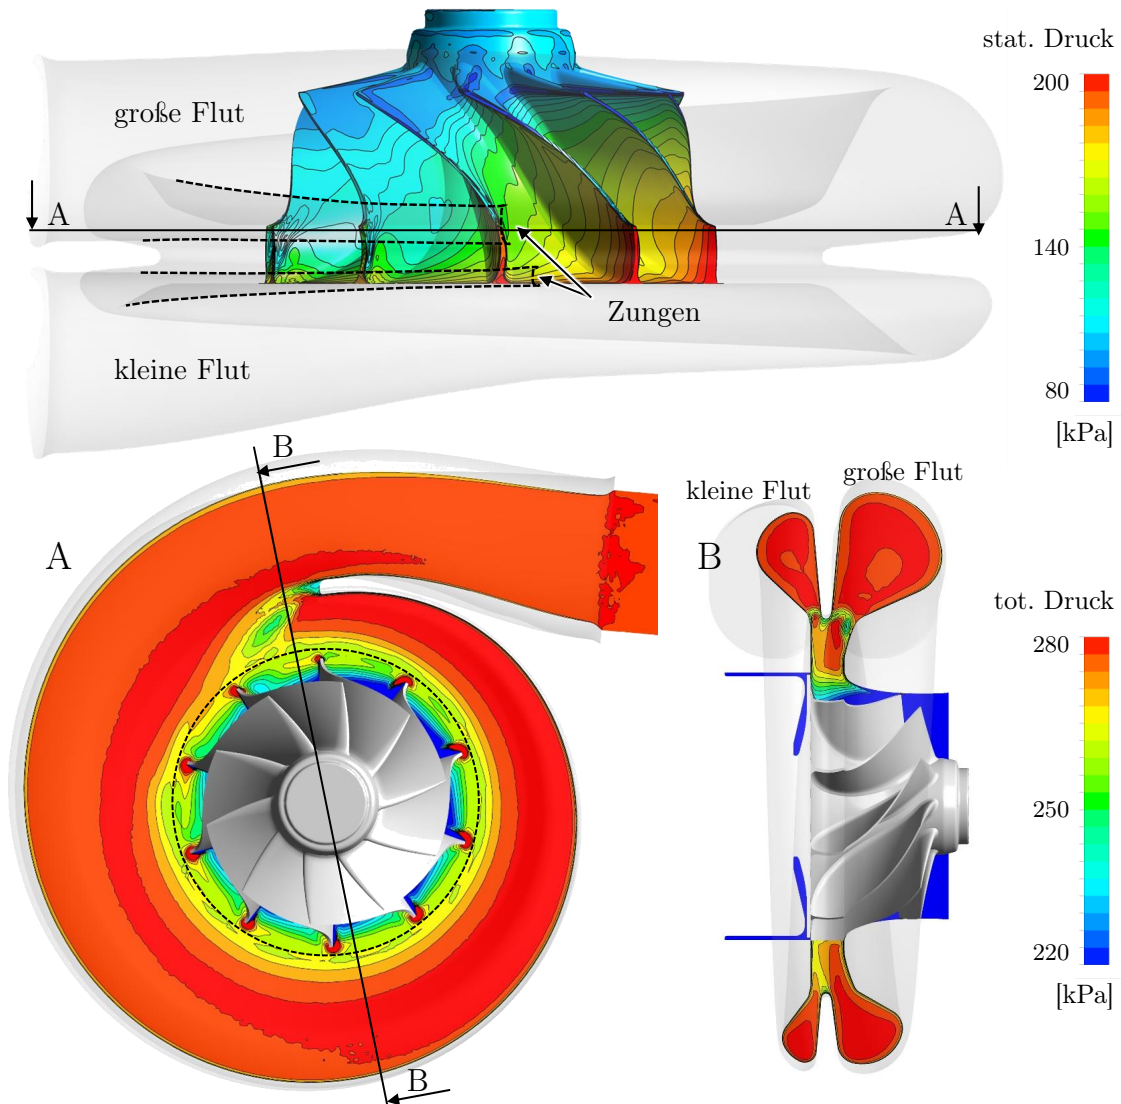 stat. Druck
200
große Flut
A
A
140
Zungen
kleine Flut
80
[kPa]
B
große Flut
kleine Flut
A
B
tot. Druck
280
250
220
[kPa]
B